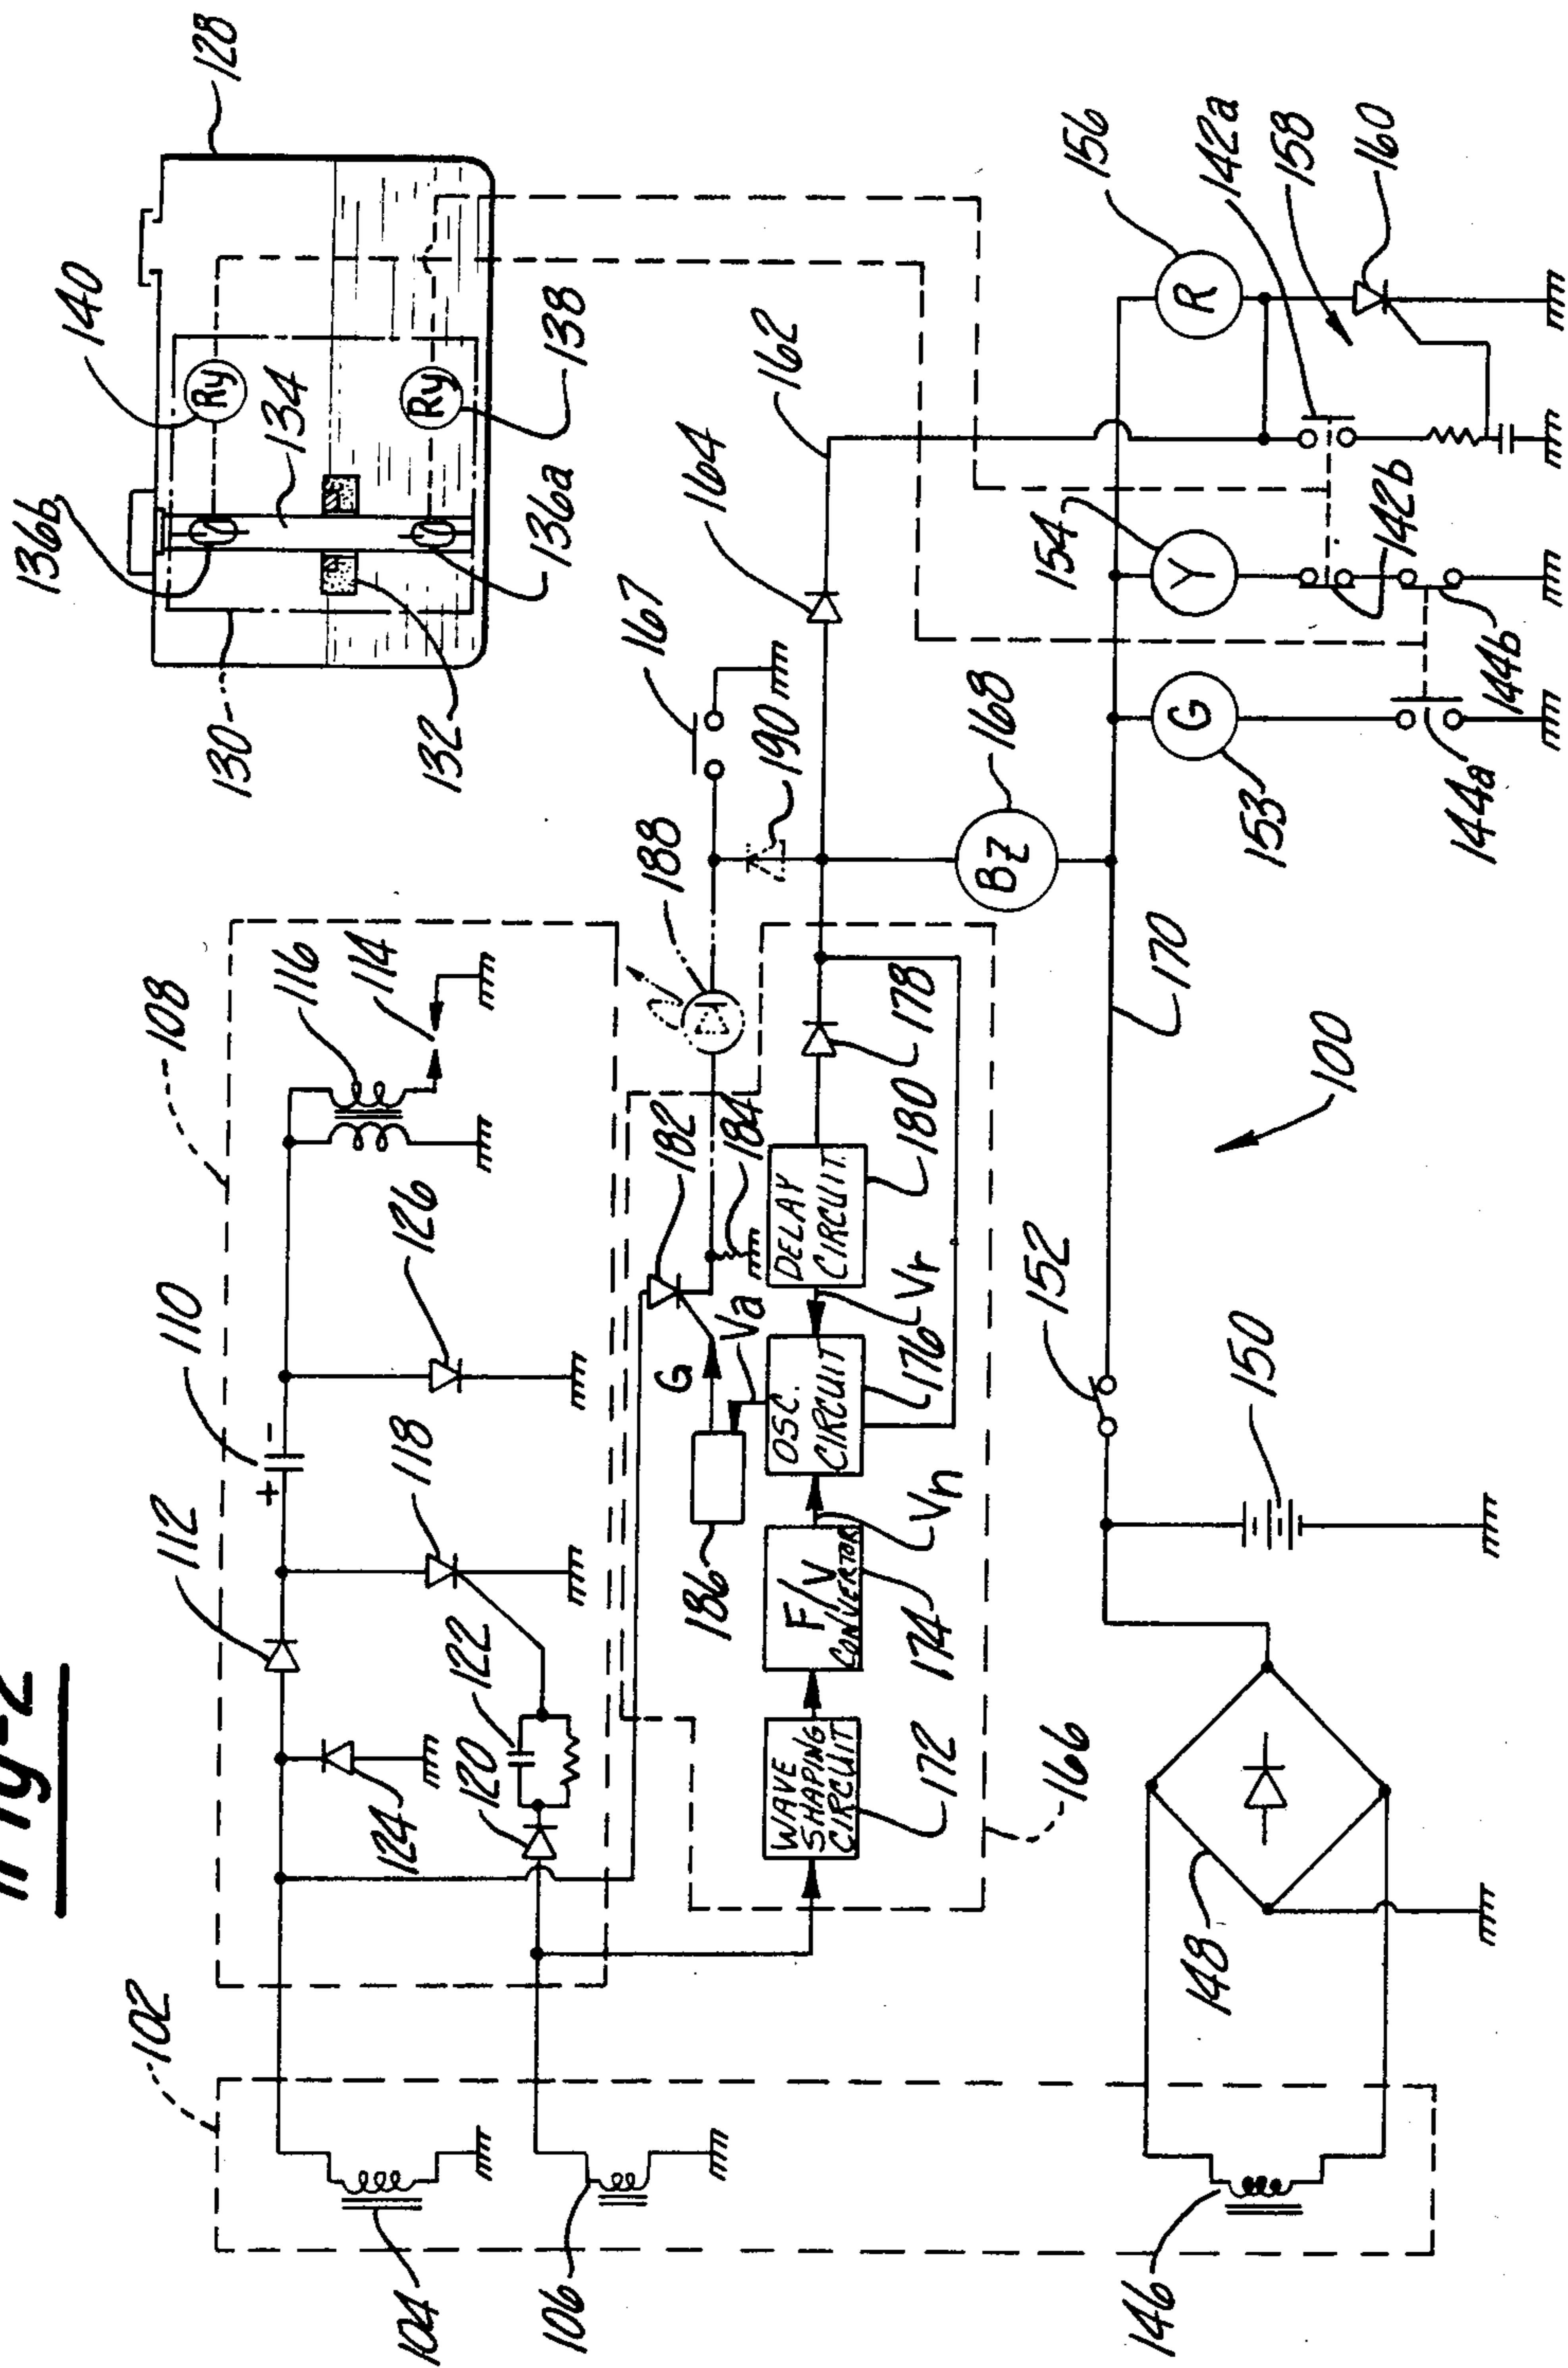 Fig-2
102
104
106
146
108
112
110
116
114
124
118
126
120
122
128
130
136b
140
134
132
136a
138
Ry
Ry
+
-
182
184
188
167
190
164
162
186
G
Va
WAVE
SHAPING
CIRCUIT
F/V
CONVERTOR
OSC.
CIRCUIT
DELAY
CIRCUIT
172
174
Vn
176
Vr
180
178
166
BZ
168
148
150
152
170
100
G
153
Y
154
R
156
142a
158
160
142b
144b
144a